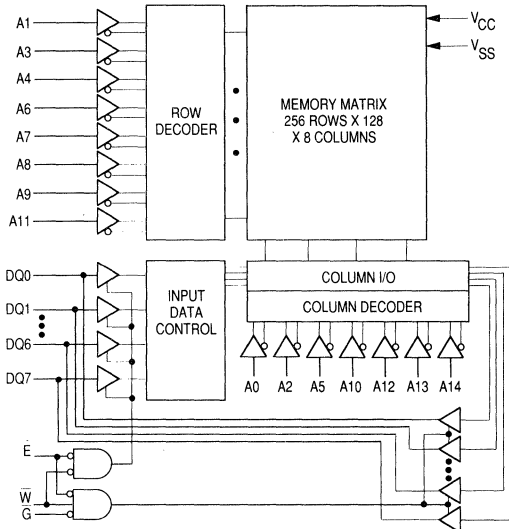 A1
A3
A4
A6
A7
A8
A9
A11
ROW
DECODER
MEMORY MATRIX
256 ROWS X 128
X 8 COLUMNS
VCC
VSS
DQ0
DQ1
DQ6
DQ7
INPUT
DATA
CONTROL
COLUMN I/O
COLUMN DECODER
A0 A2 A5 A10 A12 A13 A14
E
W
G